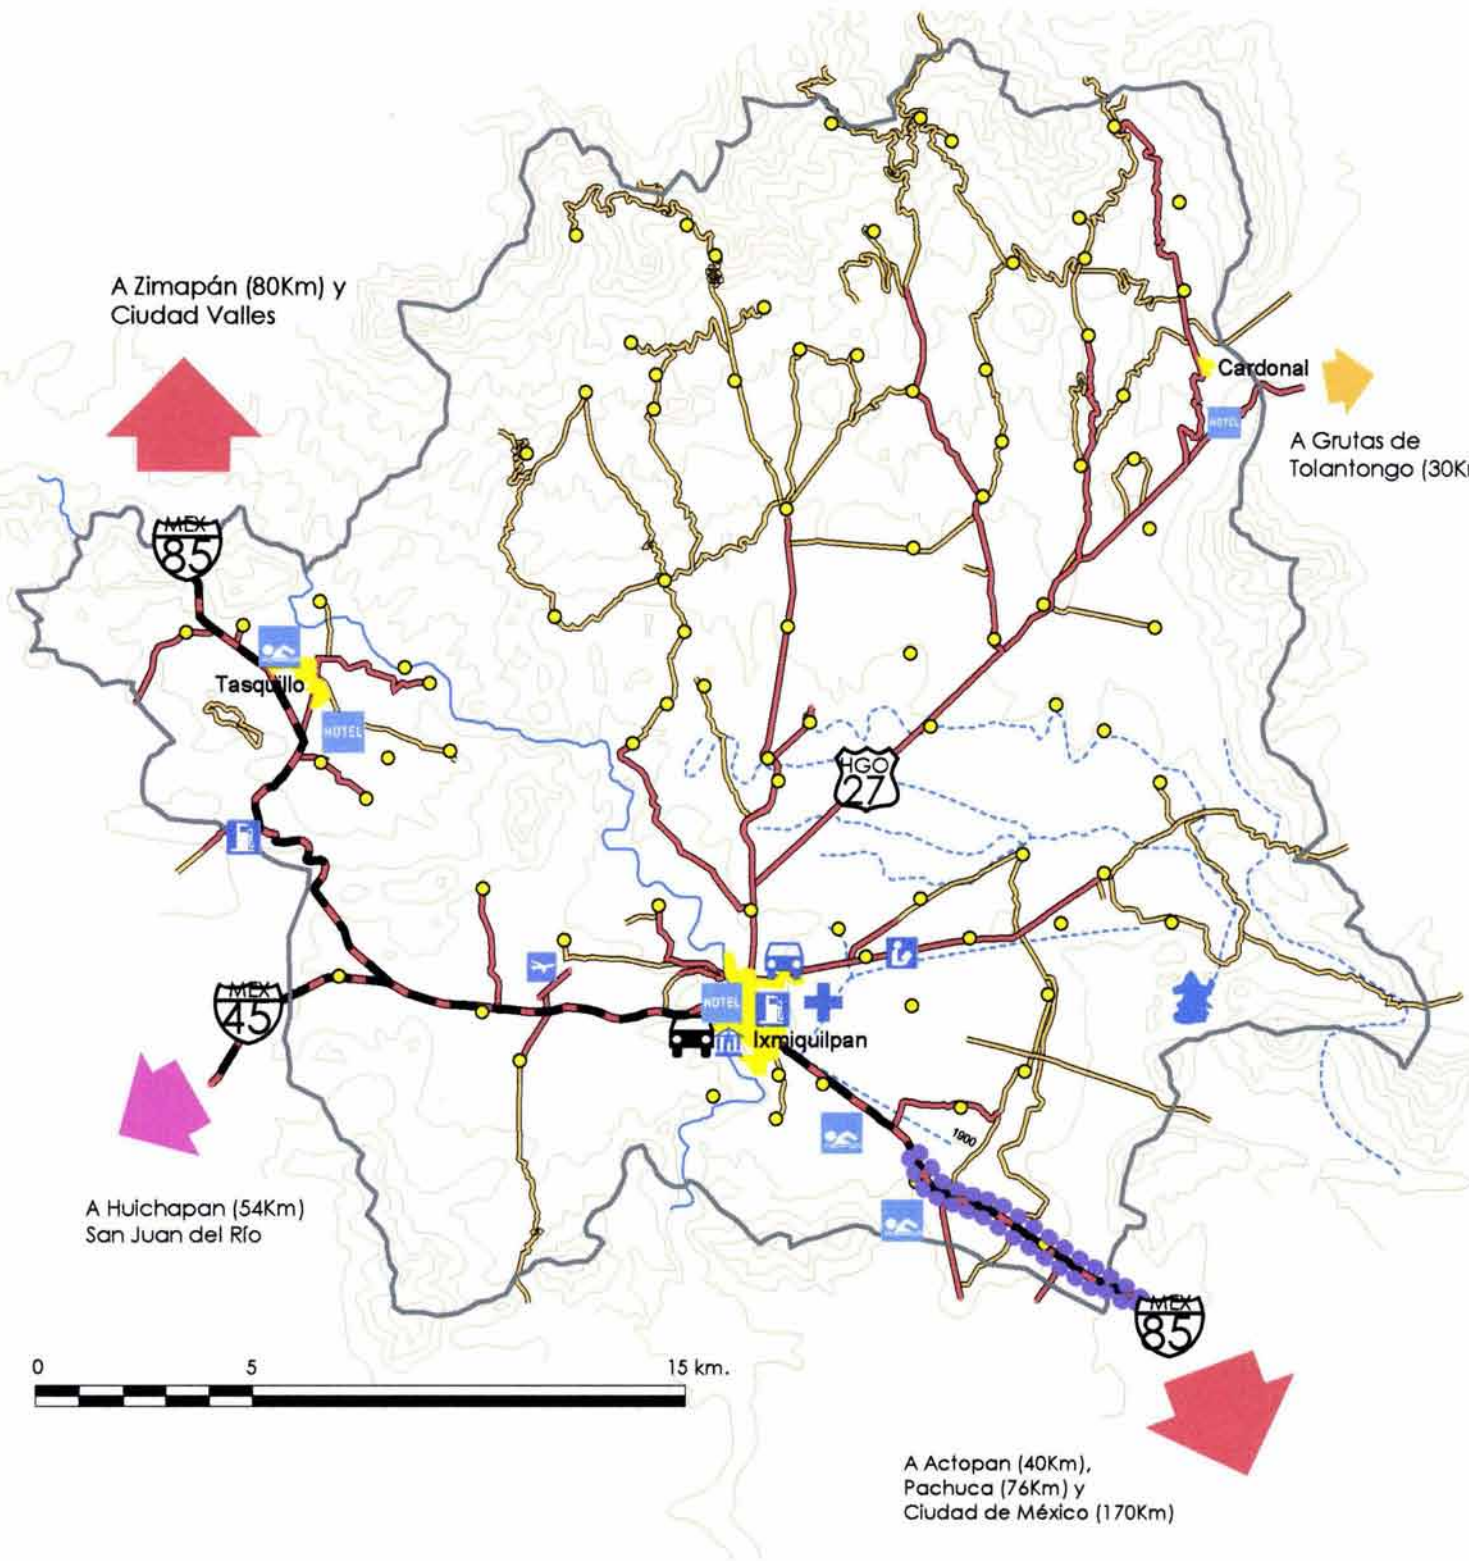 A Zimapán (80Km) y
Ciudad Valles
Cardonal
HOTEL
A Grutas de
Tolantongo (30K
MEX
85
Tasquillo
HOTEL
HGO
27
MEX
45
HOTEL
Ixmiquilpan
1900
A Huichapan (54Km)
San Juan del Río
MEX
85
0 5 15 km.
A Actopan (40Km),
Pachuca (76Km) y
Ciudad de México (170Km)